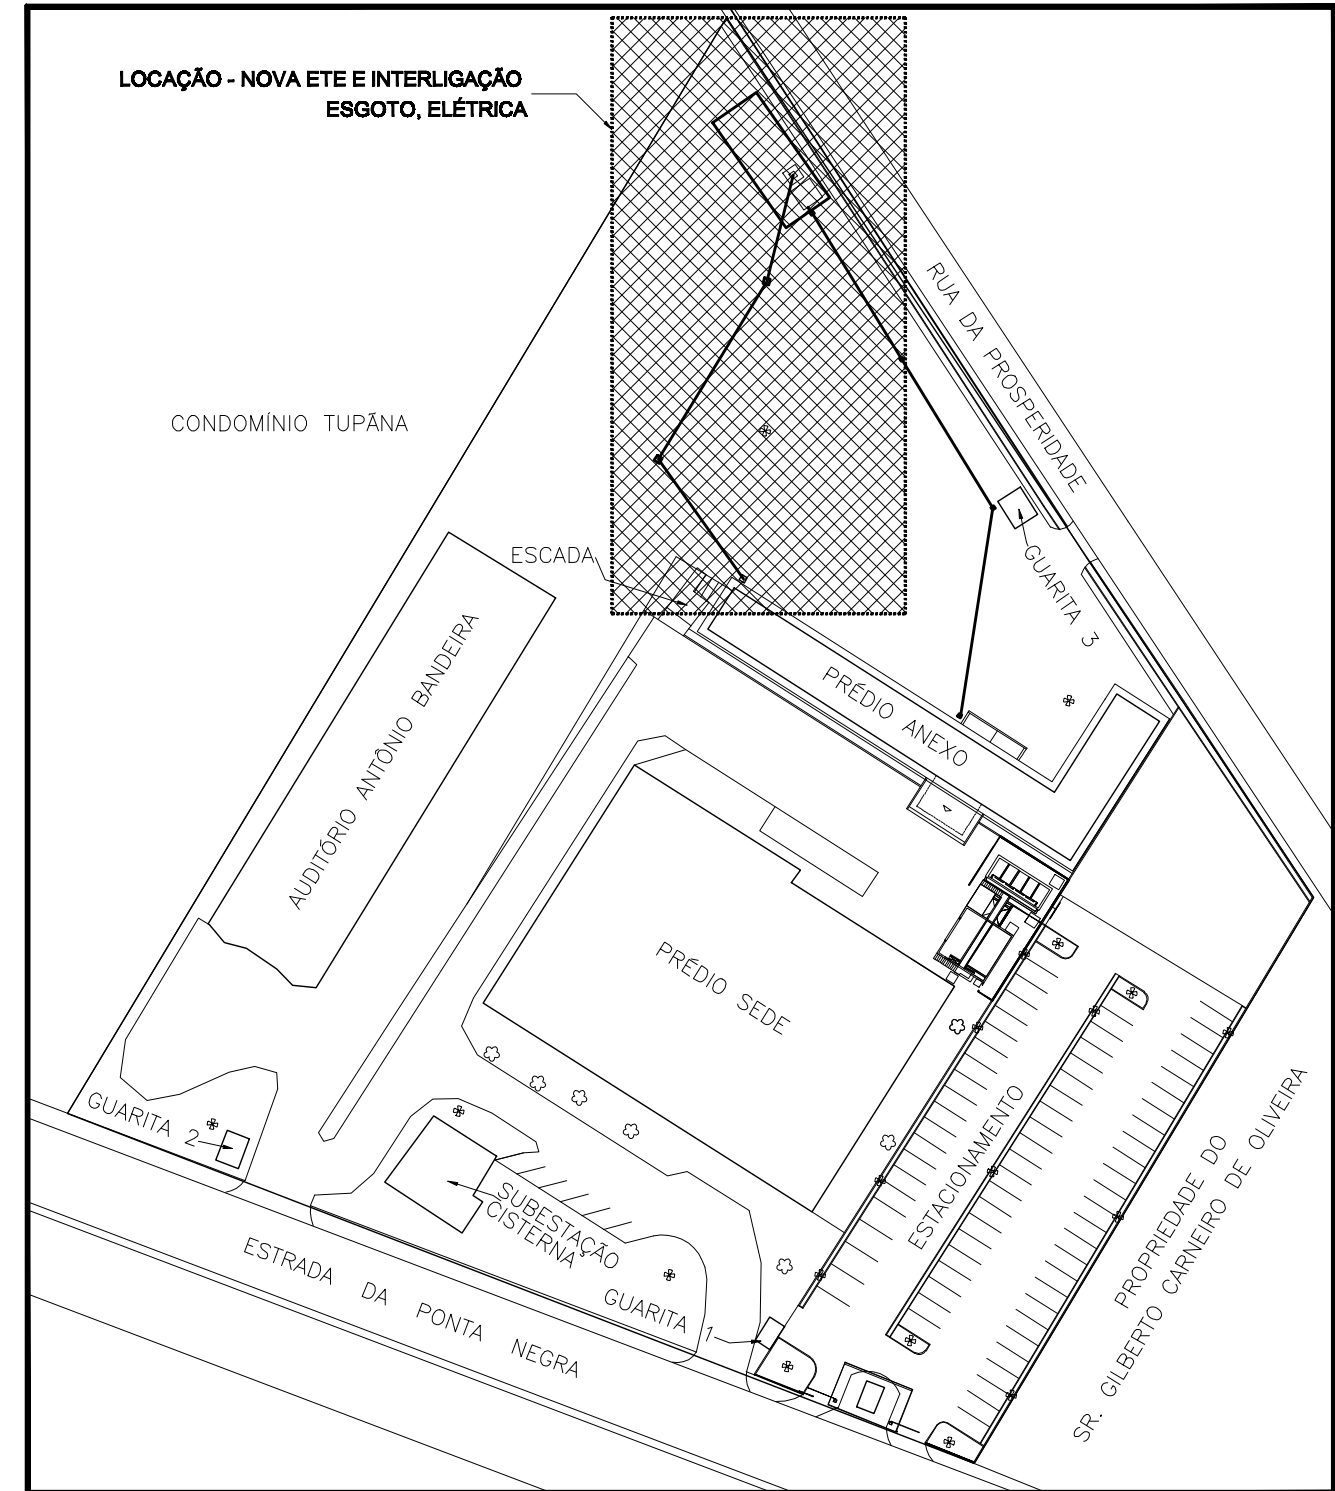 LOCAÇÃO - NOVA ETE E INTERLIGAÇÃO
ESGOTO, ELÉTRICA
RUA DA PROSPERIDADE
CONDOMÍNIO TUPÃNA
ESCADA
GUARITA 3
AUDITÓRIO ANTÔNIO BANDEIRA
PRÉDIO ANEXO
PRÉDIO SEDE
GUARITA 2
ESTACIONAMENTO
SUBESTAÇÃO
CISTERNA
PROPRIEDADE DO
SR. GILBERTO CARNEIRO DE OLIVEIRA
ESTRADA DA PONTA NEGRA
GUARITA 1